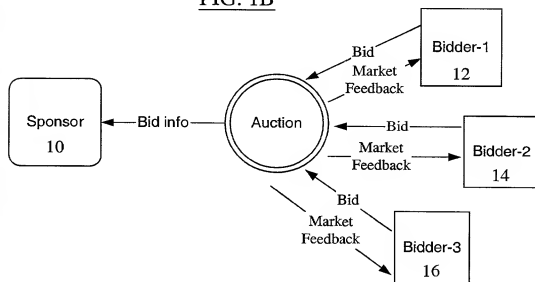 FIG. 1B
Bid
Market
Feedback
Bidder-1
12
Sponsor
10
Bid info
Auction
Bid
Market
Feedback
Bidder-2
14
Bid
Market
Feedback
Bidder-3
16